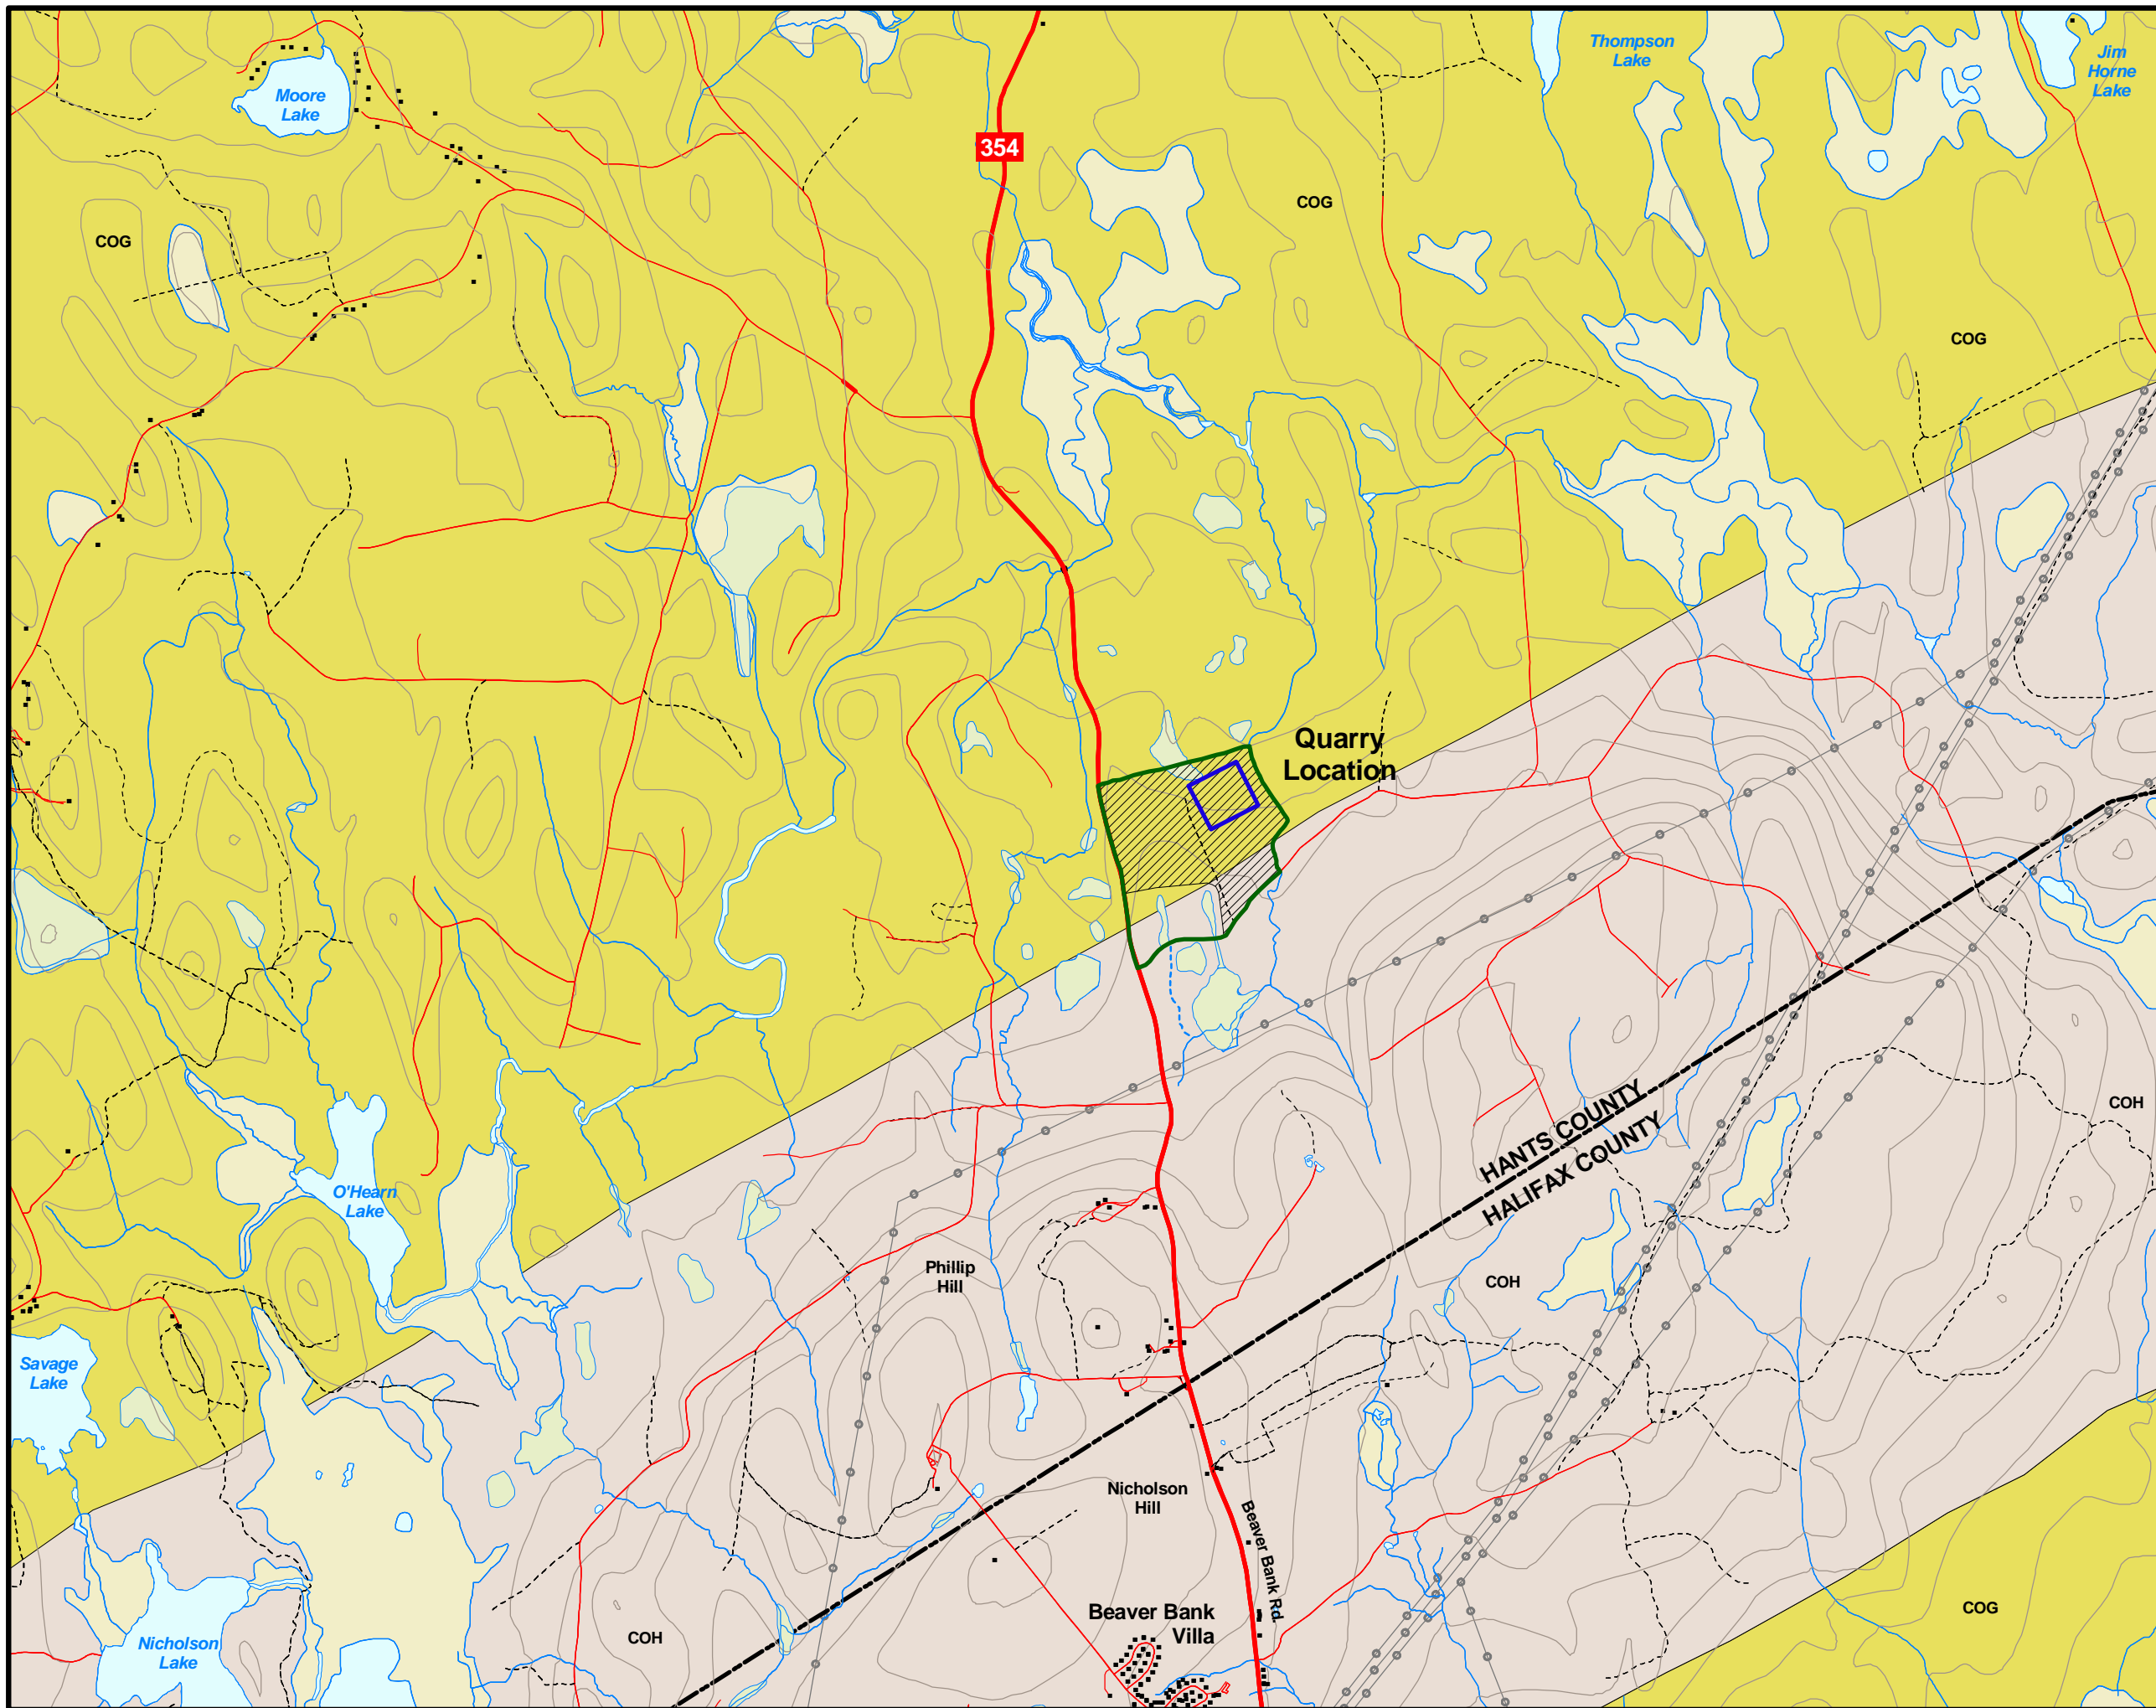 Thompson
Lake
Jim
Horne
Lake
Moore
Lake
354
COG
COG
COG
Quarry
Location
HANTS COUNTY
HALIFAX COUNTY
COH
O'Hearn
Lake
Phillip
Hill
COH
Savage
Lake
Nicholson
Hill
Beaver Bank Rd.
Beaver Bank
Villa
COG
COH
Nicholson
Lake